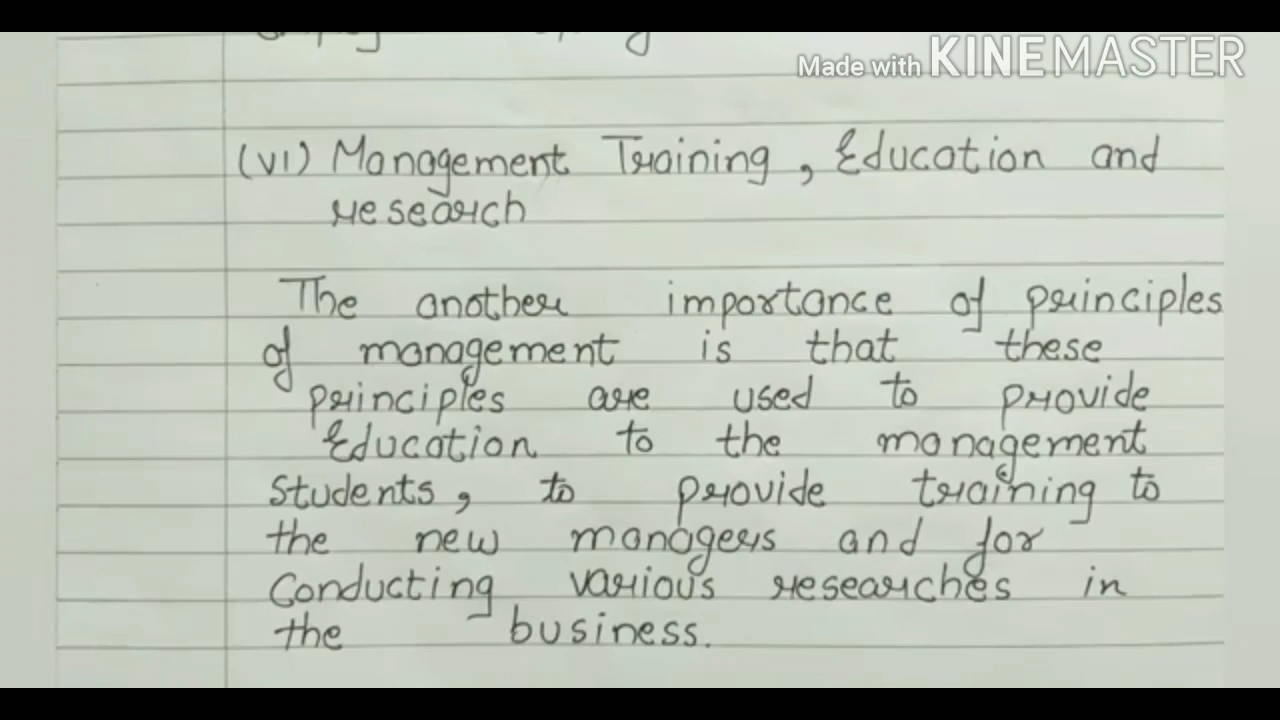 Made with KINEMASTER
(VI) Management Training, Education and
research
The another importance of principles
of management is that these
principles are used to provide
Education to the management
Students, to provide training to
the new managers and for
Conducting various researches in
the business.